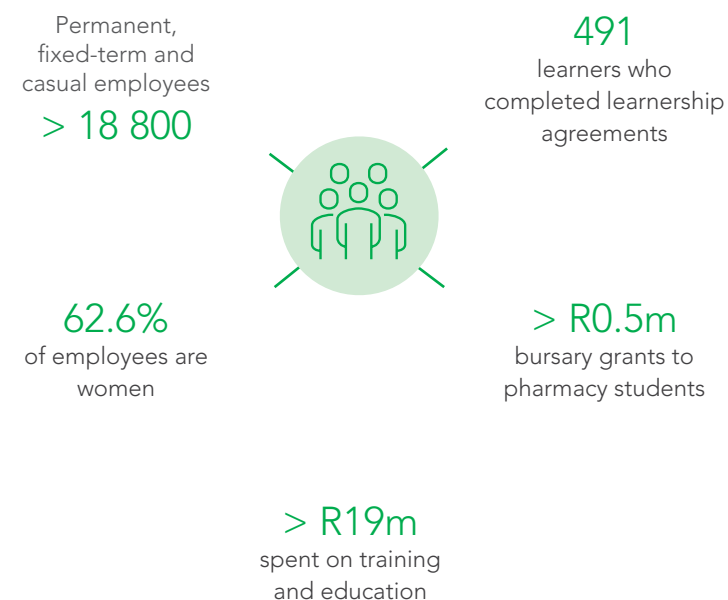 Permanent,
fixed-term and
casual employees
> 18 800
491
learners who
completed learnership
agreements
62.6%
of employees are
women
> R0.5m
bursary grants to
pharmacy students
> R19m
spent on training
and education